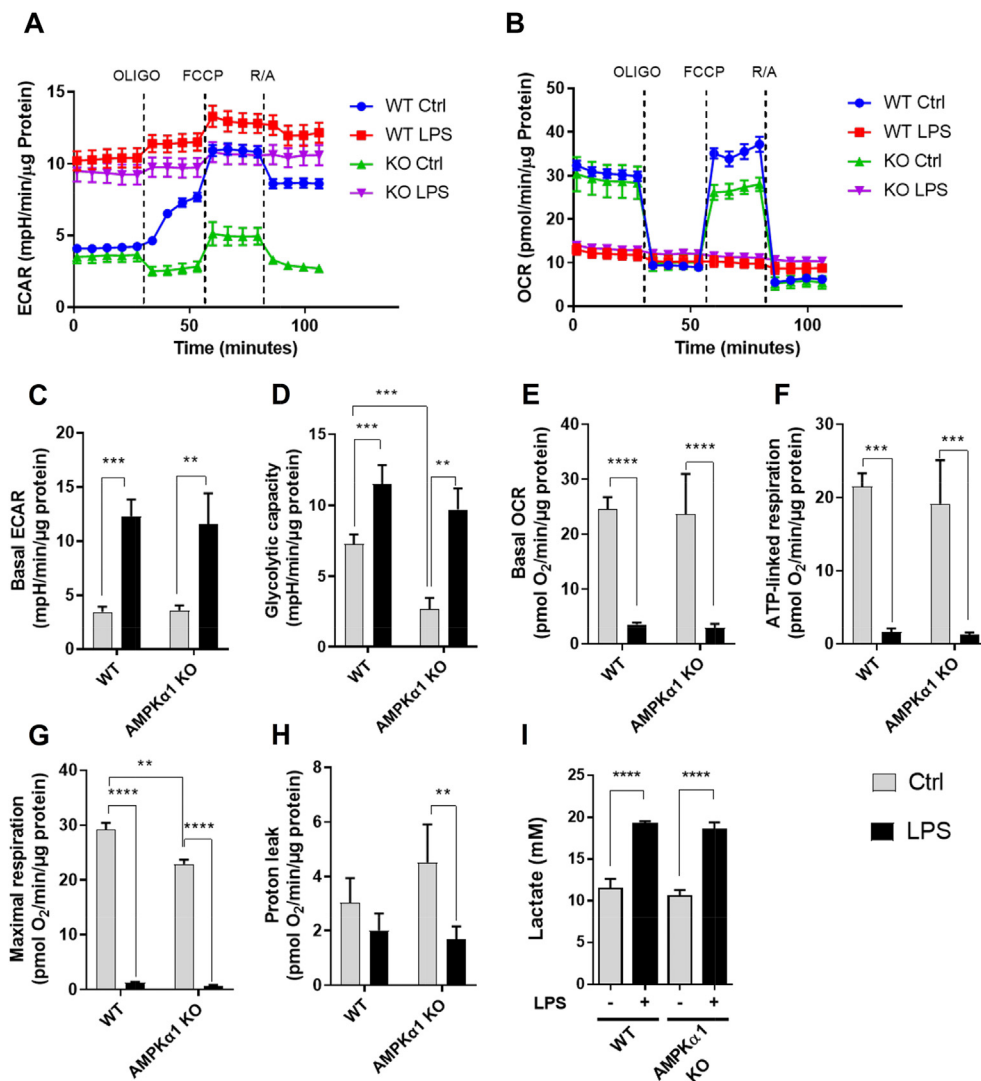 A
OLIGO FCCP R/A
ECAR (mpH/min/µg Protein)
15
10
5
0
0 50 100
Time (minutes)
WT Ctrl
WT LPS
KO Ctrl
KO LPS
B
OLIGO FCCP R/A
OCR (pmol/min/µg Protein)
50
40
30
20
10
0
0 50 100
Time (minutes)
WT Ctrl
WT LPS
KO Ctrl
KO LPS
C
Basal ECAR
(mpH/min/µg protein)
20
15
10
5
0
*** **
WT
AMPKα1 KO
D
Glycolytic capacity
(mpH/min/µg protein)
15
10
5
0
***
***
**
WT
AMPKα1 KO
E
Basal OCR
(pmol O₂/min/µg protein)
40
30
20
10
0
**** ****
WT
AMPKα1 KO
F
ATP-linked respiration
(pmol O₂/min/µg protein)
30
20
10
0
*** ***
WT
AMPKα1 KO
G
Maximal respiration
(pmol O₂/min/µg protein)
40
30
20
10
0
**
****
****
WT
AMPKα1 KO
H
Proton leak
(pmol O₂/min/µg protein)
8
6
4
2
0
**
WT
AMPKα1 KO
I
Lactate (mM)
25
20
15
10
5
0
**** ****
LPS - + - +
WT
AMPKα1
KO
Ctrl
LPS